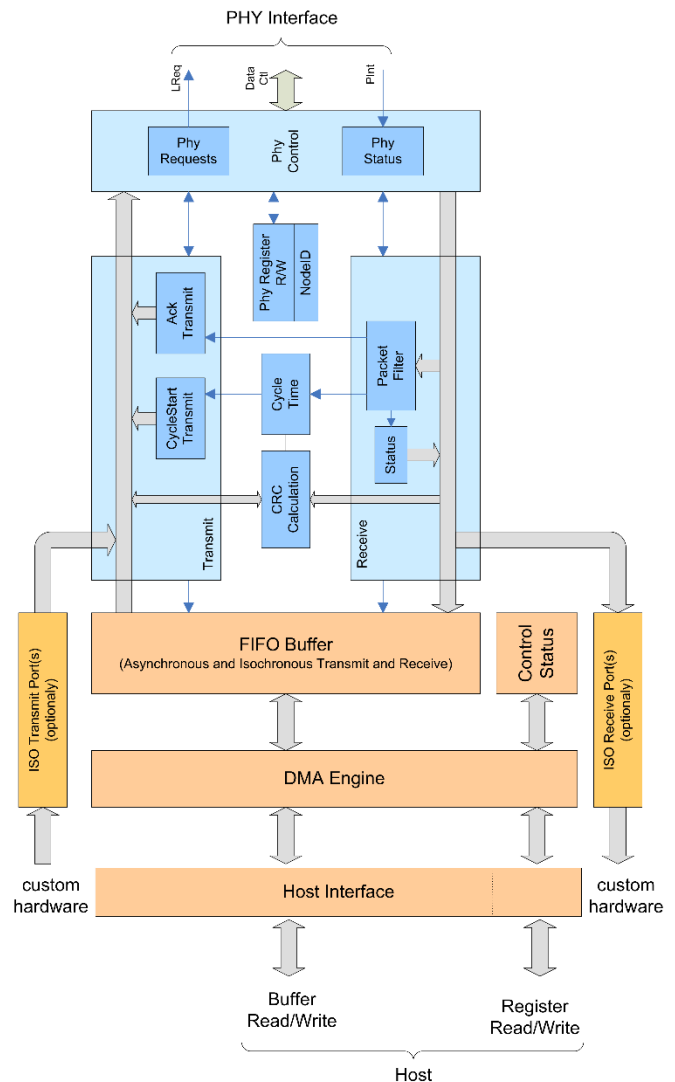 PHY Interface
LReq
Data
Ctl
PInt
Phy
Requests
Phy
Control
Phy
Status
Phy Register
R/W
NodeID
Ack
Transmit
Packet
Filter
CycleStart
Transmit
Cycle
Time
Status
CRC
Calculation
Transmit
Receive
ISO Transmit Port(s)
(optionaly)
FIFO Buffer
(Asynchronous and Isochronous Transmit and Receive)
Control
Status
ISO Receive Port(s)
(optionaly)
DMA Engine
custom
hardware
Host Interface
custom
hardware
Buffer
Read/Write
Register
Read/Write
Host